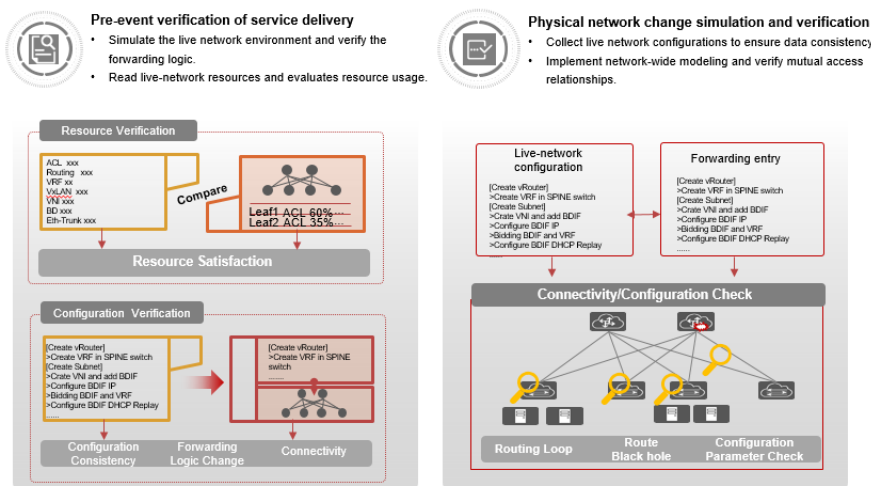 Pre-event verification of service delivery
• Simulate the live network environment and verify the
forwarding logic.
• Read live-network resources and evaluates resource usage.
Resource Verification
ACL xxx
Routing xxx
VRF xx
VxLAN xxx
VNI xxx
BD xxx
Eth-Trunk xxx
Compare
Leaf1 ACL 60%...
Leaf2 ACL 35%...
Resource Satisfaction
Configuration Verification
[Create vRouter]
>Create VRF in SPINE switch
[Create Subnet]
>Crate VNI and add BDIF
>Configure BDIF IP
>Bidding BDIF and VRF
>Configure BDIF DHCP Replay
......
[Create vRouter]
>Create VRF in SPINE
switch
........
Configuration
Consistency
Forwarding
Logic Change
Connectivity
Physical network change simulation and verification
• Collect live network configurations to ensure data consistency
• Implement network-wide modeling and verify mutual access
relationships.
Live-network
configuration
[Create vRouter]
>Create VRF in SPINE switch
[Create Subnet]
>Crate VNI and add BDIF
>Configure BDIF IP
>Bidding BDIF and VRF
>Configure BDIF DHCP Replay
......
Forwarding entry
[Create vRouter]
>Create VRF in SPINE switch
[Create Subnet]
>Crate VNI and add BDIF
>Configure BDIF IP
>Bidding BDIF and VRF
>Configure BDIF DHCP Replay
......
Connectivity/Configuration Check
Routing Loop
Route
Black hole
Configuration
Parameter Check